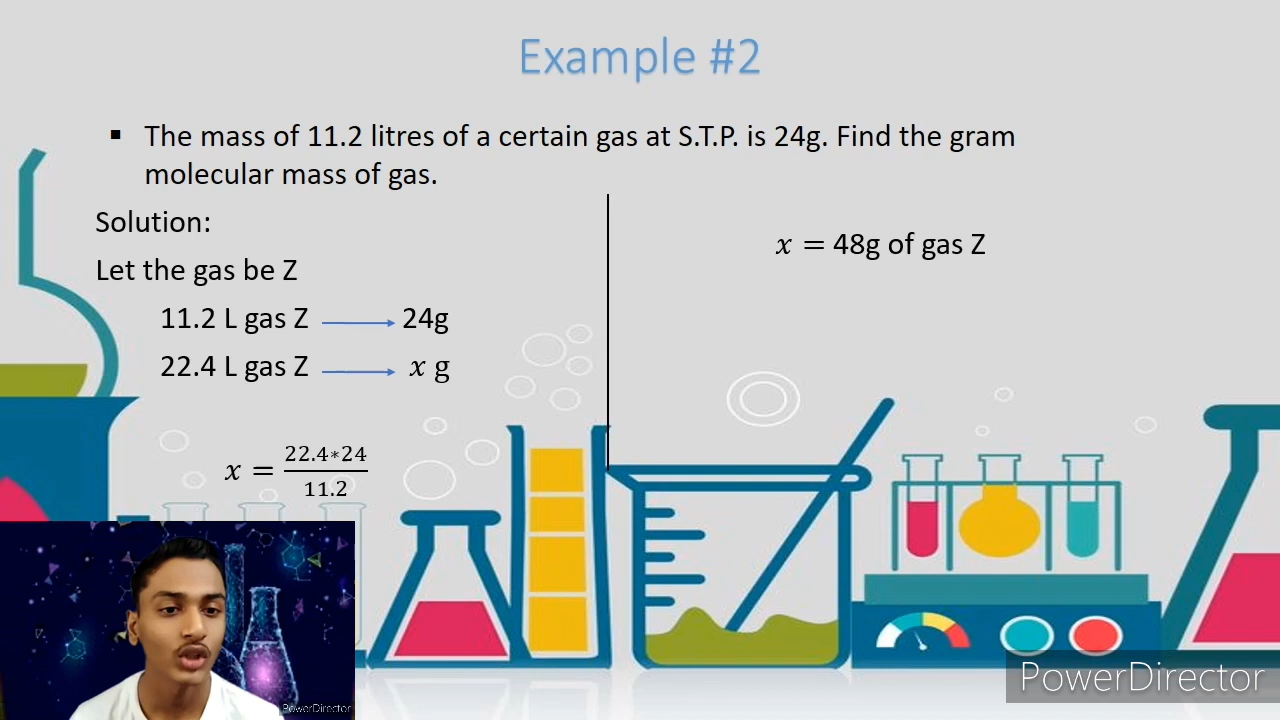 Example #2
▪ The mass of 11.2 litres of a certain gas at S.T.P. is 24g. Find the gram
molecular mass of gas.
Solution:
Let the gas be Z
11.2 L gas Z ⟶ 24g
22.4 L gas Z ⟶ 𝑥 g
𝑥 = 22.4∗24 / 11.2
𝑥 = 48g of gas Z
PowerDirector
PowerDirector